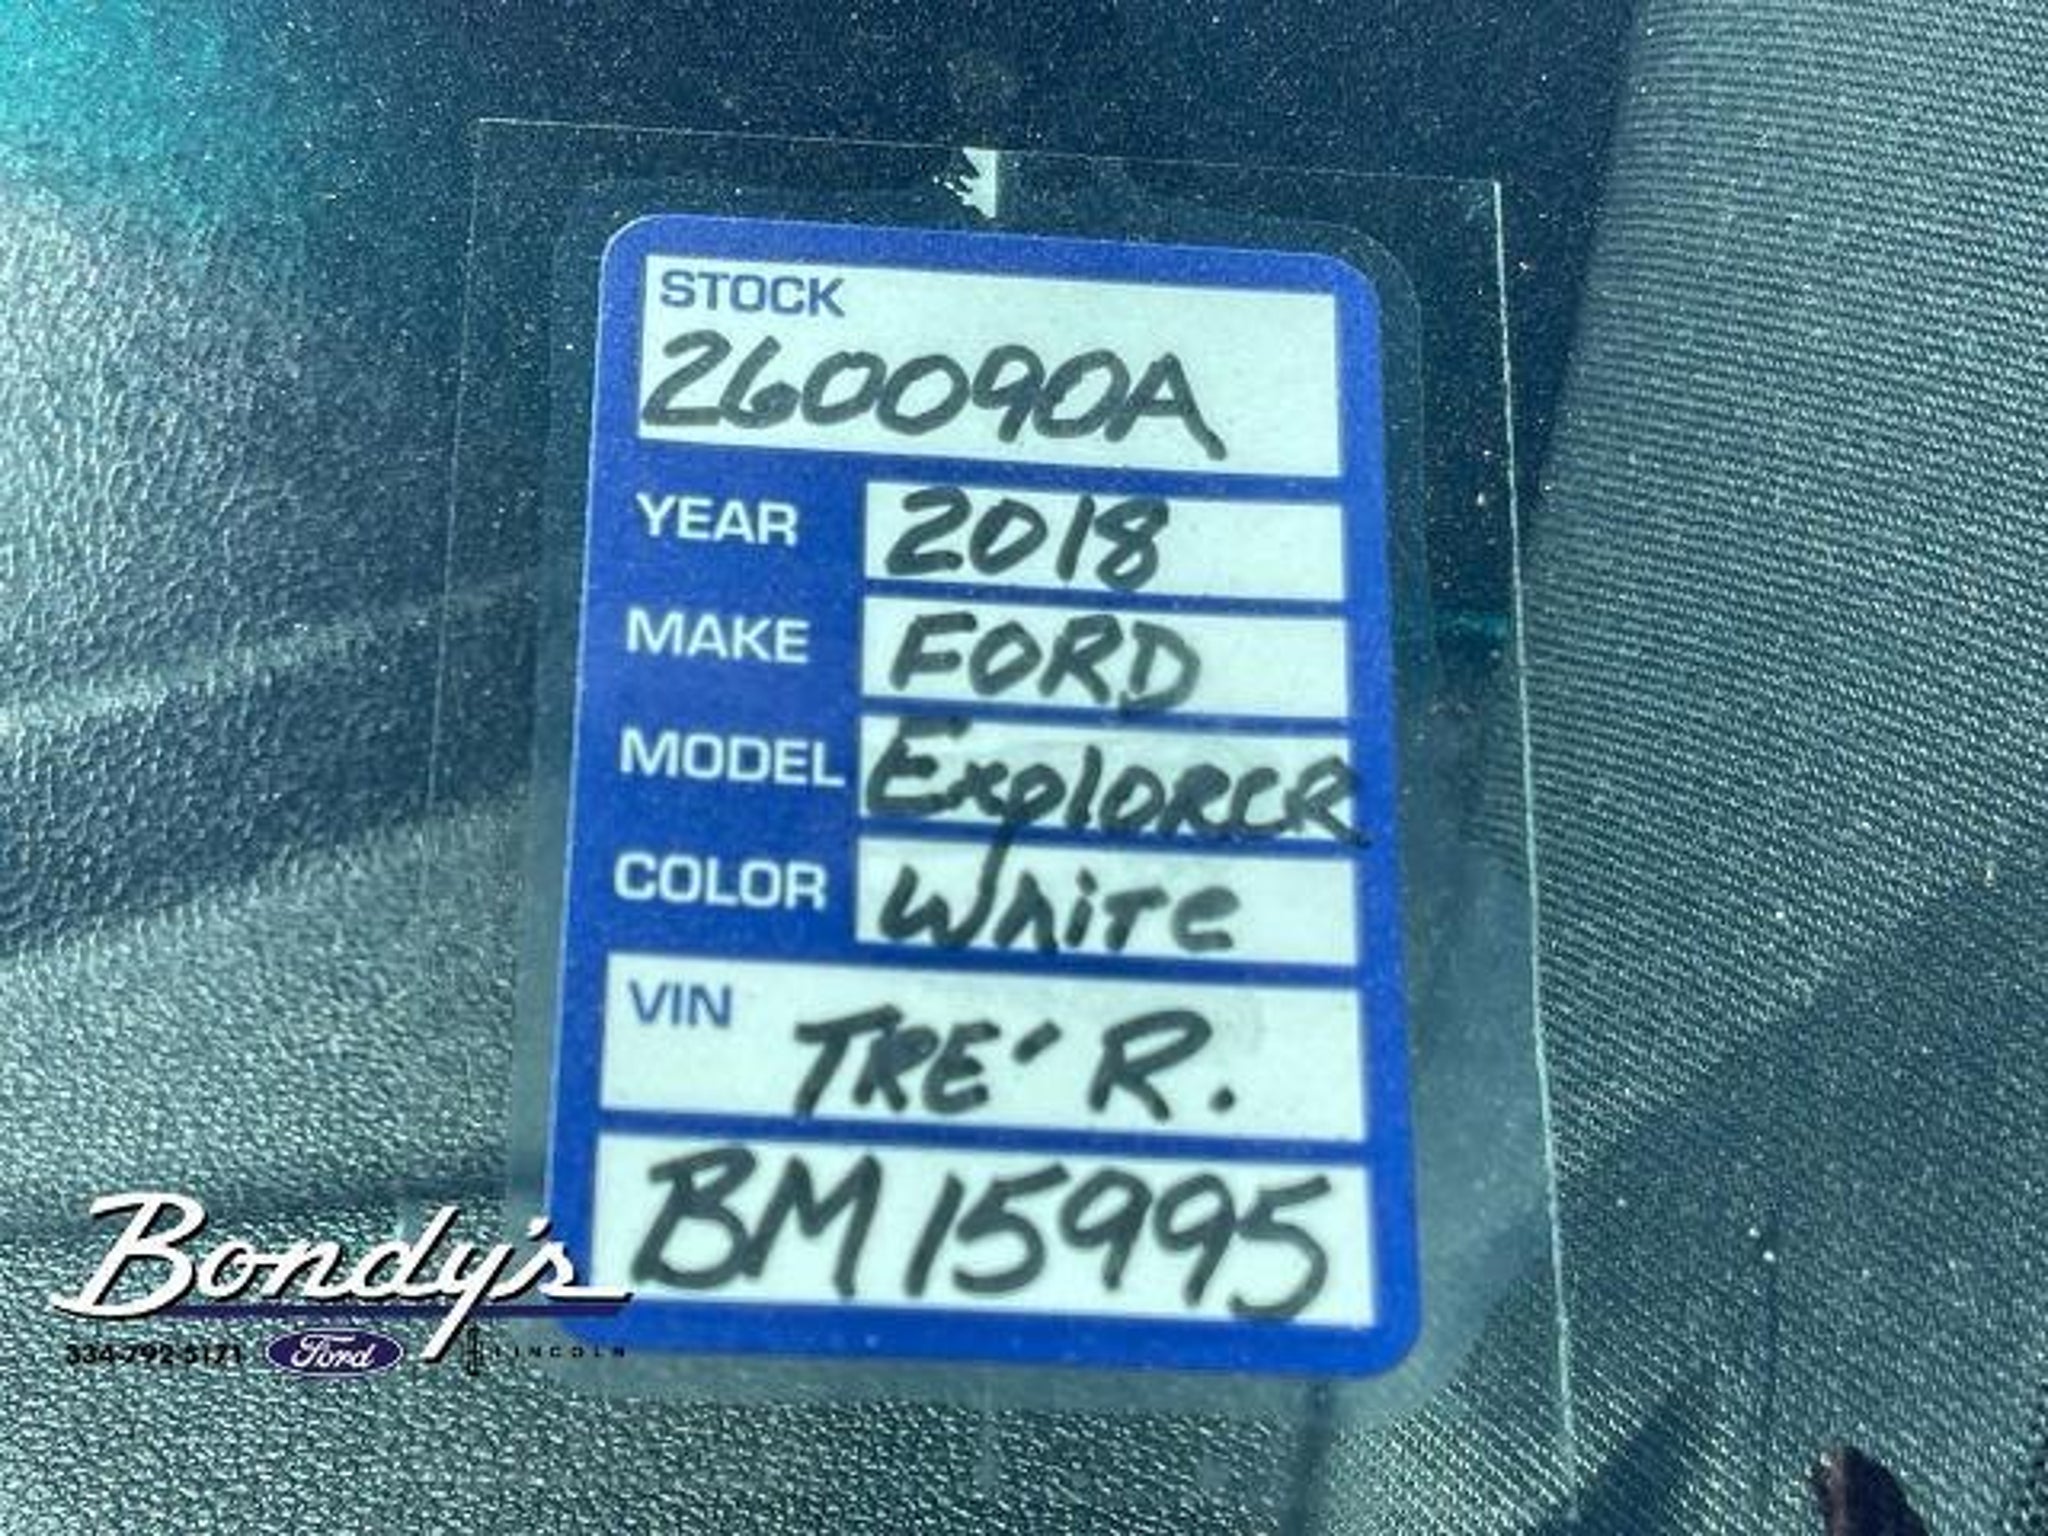 STOCK
260090A
YEAR 2018
MAKE FORD
MODEL ExplORER
COLOR WhiTe
VIN TRE' R.
BM 15995
Bondy's
334-792-5171 Ford LINCOLN